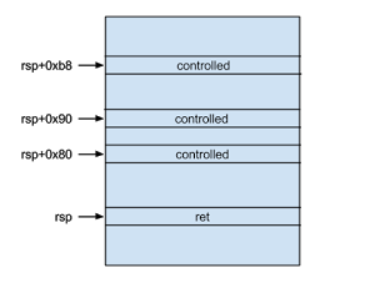 rsp+0xb8 controlled
rsp+0x90 controlled
rsp+0x80 controlled
rsp ret